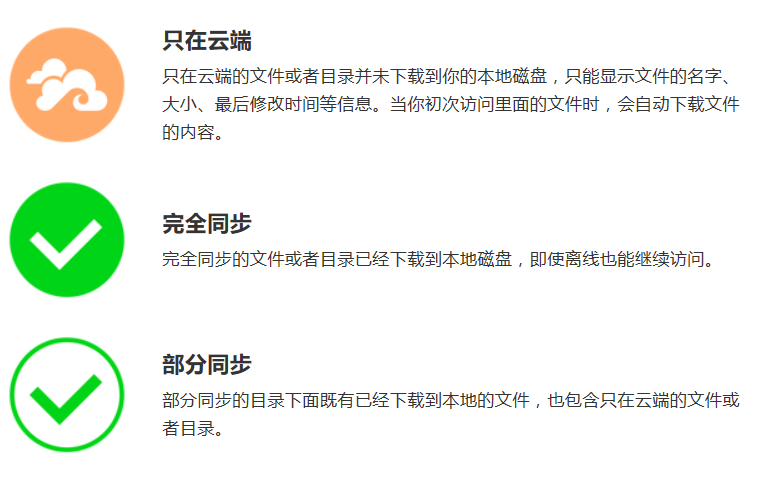 只在云端
只在云端的文件或者目录并未下载到你的本地磁盘，只能显示文件的名字、
大小、最后修改时间等信息。当你初次访问里面的文件时，会自动下载文件
的内容。
完全同步
完全同步的文件或者目录已经下载到本地磁盘，即使离线也能继续访问。
部分同步
部分同步的目录下面既有已经下载到本地的文件，也包含只在云端的文件或
者目录。